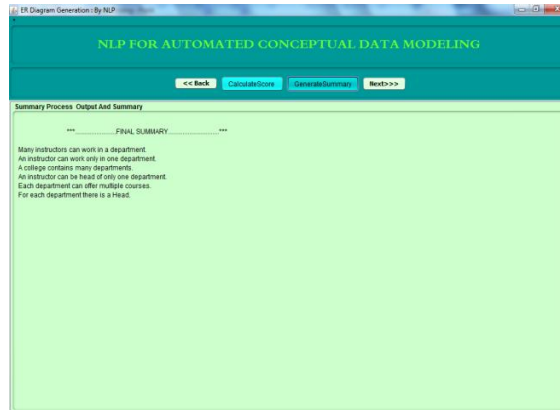 ER Diagram Generation : By NLP
NLP FOR AUTOMATED CONCEPTUAL DATA MODELING
<< Back CalculateScore GenerateSummary Next>>>
Summary Process Output And Summary
***........................FINAL SUMMARY..............................***
Many instructors can work in a department.
An instructor can work only in one department.
A college contains many departments.
An instructor can be head of only one department.
Each department can offer multiple courses.
For each department there is a Head.